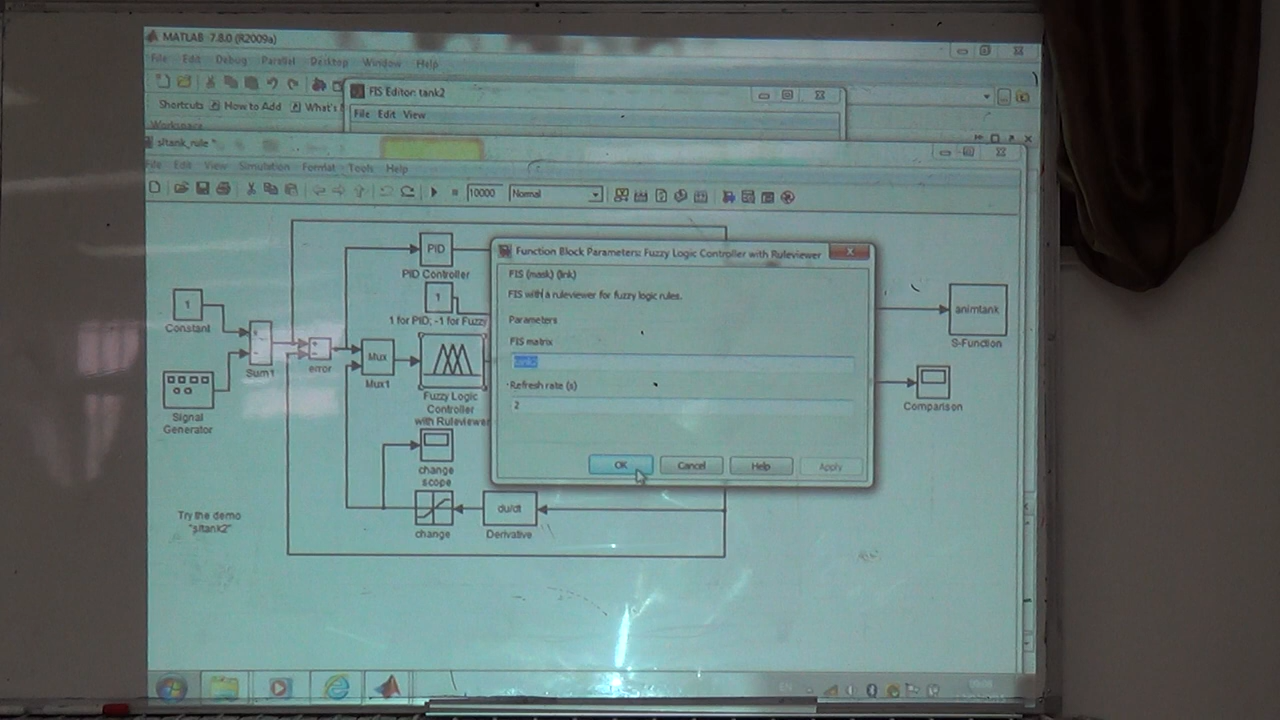 MATLAB 7.8.0 (R2009a)
File Edit Debug Parallel Desktop Window Help
Shortcuts How to Add What's
Workspace
FIS Editor: tank2
File Edit View
sltank_rule *
File Edit View Simulation Format Tools Help
10000 Normal
PID
PID Controller
1
1 for PID; -1 for Fuzzy
1
Constant
Sum1
error
Mux
Mux1
Fuzzy Logic
Controller
with Ruleviewer
Signal
Generator
change
scope
change
du/dt
Derivative
Try the demo
"sltank2"
animtank
S-Function
Comparison
Function Block Parameters: Fuzzy Logic Controller with Ruleviewer
FIS (mask) (link)
FIS with a ruleviewer for fuzzy logic rules.
Parameters
FIS matrix
tank2
Refresh rate (s)
2
OK Cancel Help Apply
EN